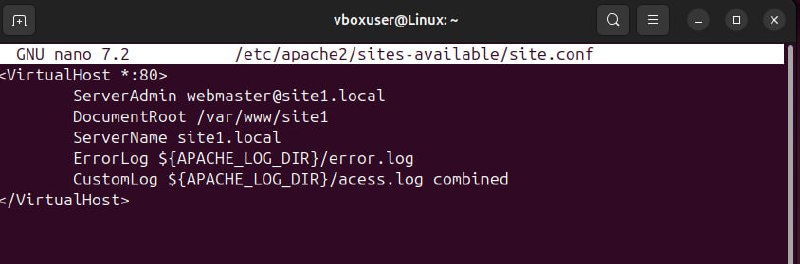 vboxuser@Linux: ~
GNU nano 7.2 /etc/apache2/sites-available/site.conf
<VirtualHost *:80>
ServerAdmin webmaster@site1.local
DocumentRoot /var/www/site1
ServerName site1.local
ErrorLog ${APACHE_LOG_DIR}/error.log
CustomLog ${APACHE_LOG_DIR}/acess.log combined
</VirtualHost>